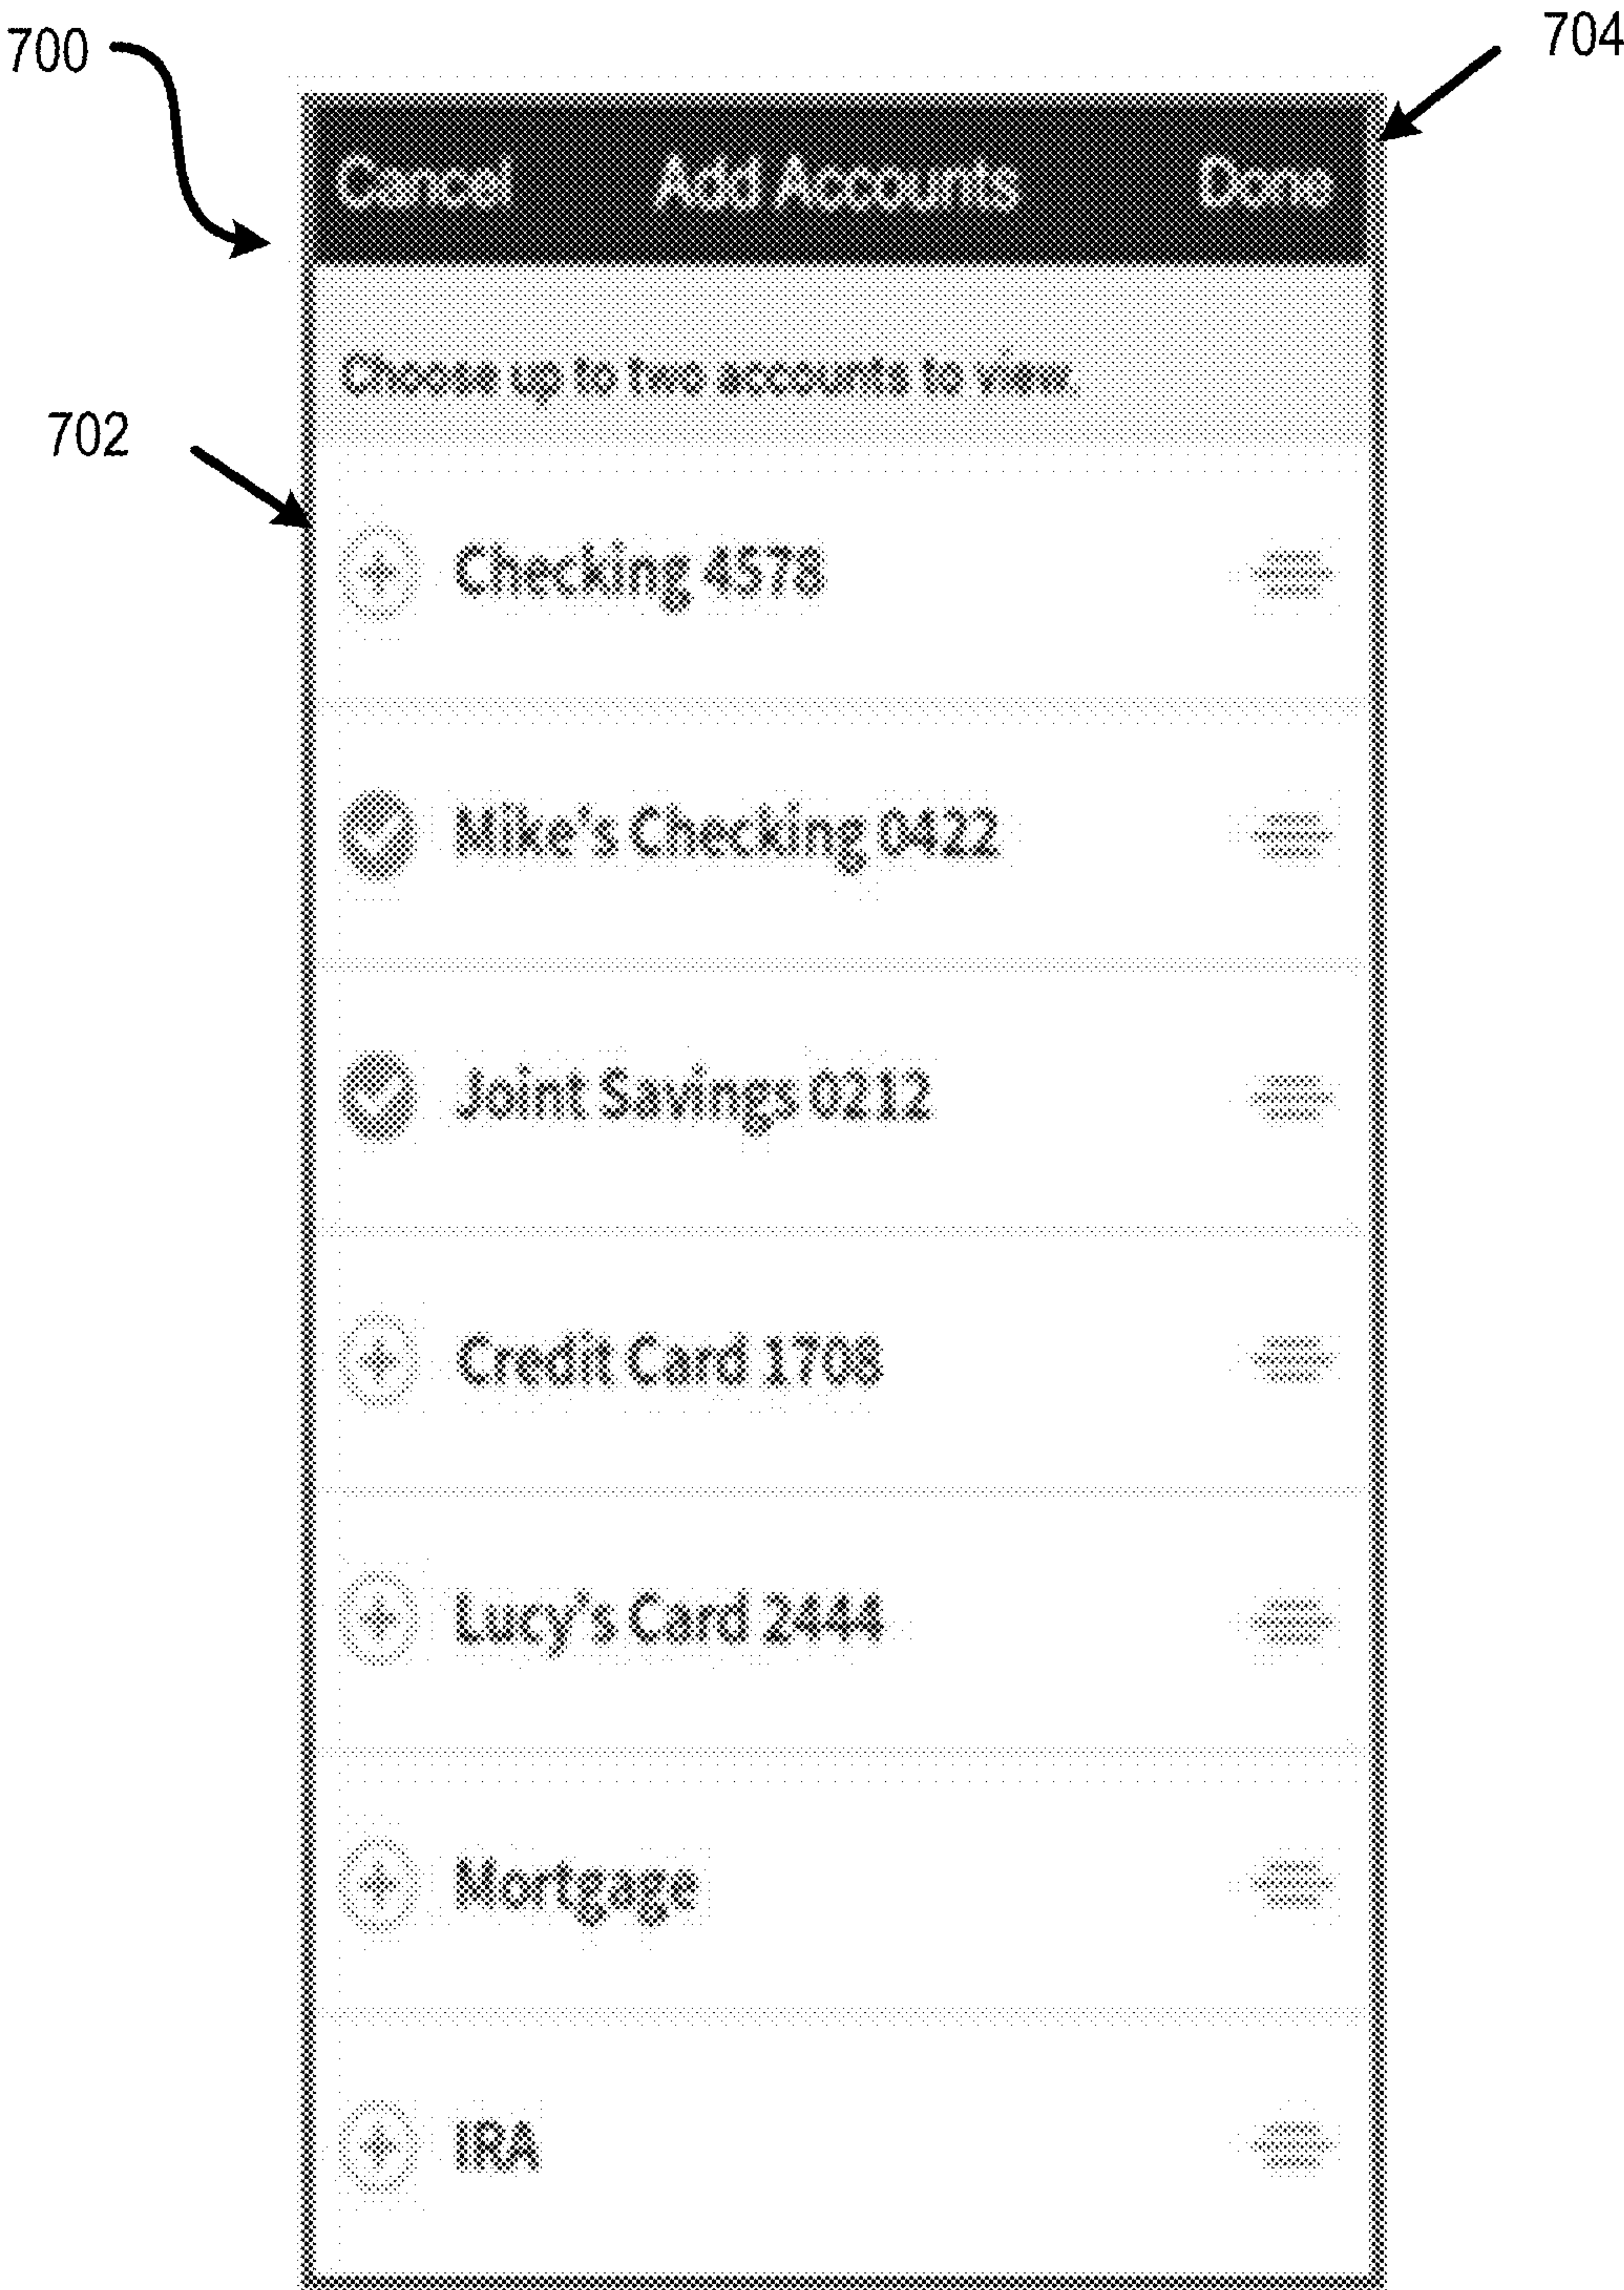 700
704
Cancel Add Accounts Done
Choose up to two accounts to view.
702
Checking 4578
Mike's Checking 0422
Joint Savings 0212
Credit Card 1708
Lucy's Card 2444
Mortgage
IRA